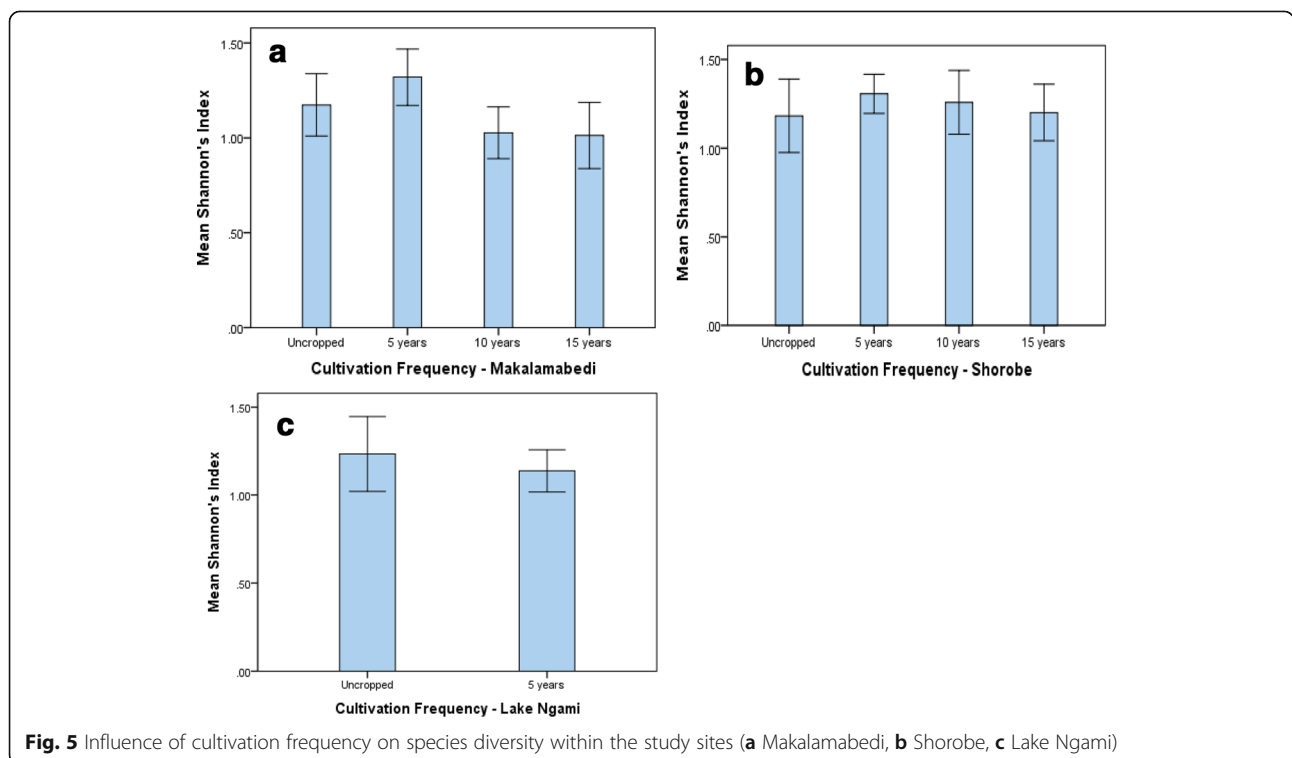 a
1.50
1.00
.50
.00
Mean Shannon's Index
Uncropped 5 years 10 years 15 years
Cultivation Frequency - Makalamabedi
b
1.50
1.00
.50
.00
Mean Shannon's Index
Uncropped 5 years 10 years 15 years
Cultivation Frequency - Shorobe
c
1.50
1.00
.50
.00
Mean Shannon's Index
Uncropped 5 years
Cultivation Frequency - Lake Ngami
Fig. 5 Influence of cultivation frequency on species diversity within the study sites (a Makalamabedi, b Shorobe, c Lake Ngami)